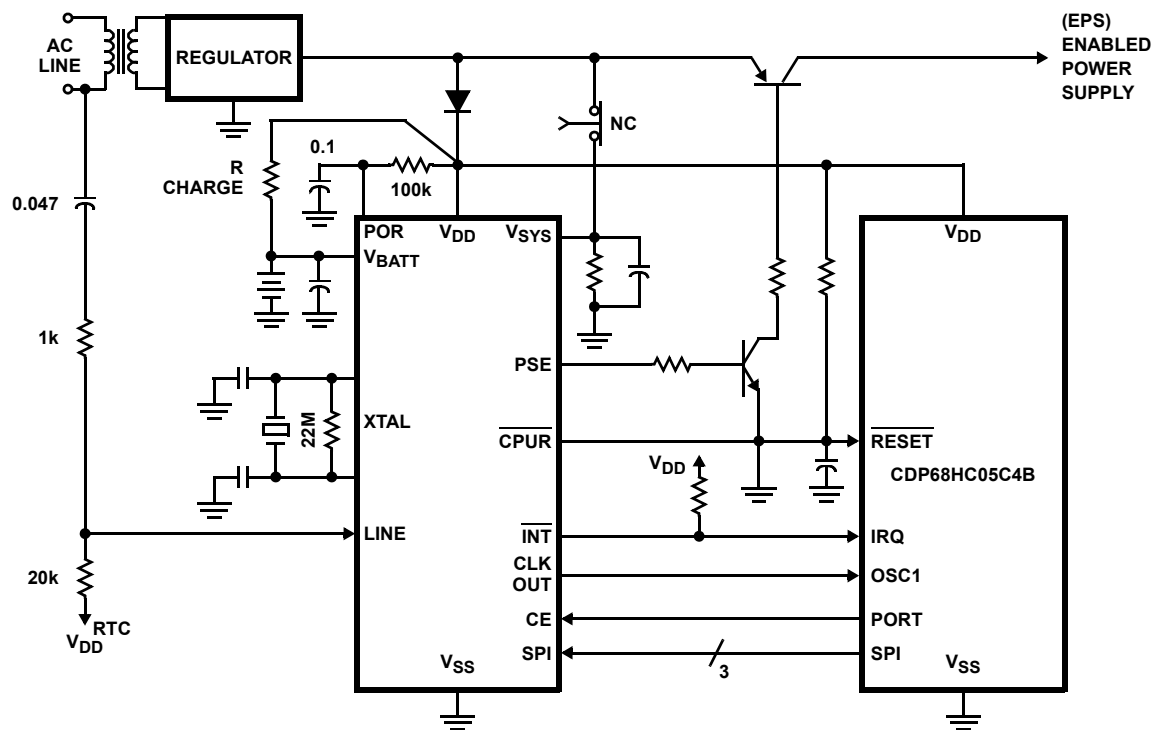 AC
LINE
REGULATOR
(EPS)
ENABLED
POWER
SUPPLY
NC
R
CHARGE
0.1
100k
0.047
POR
VDD
VSYS
VBATT
VDD
1k
PSE
XTAL
22M
CPUR
RESET
VDD
CDP68HC05C4B
LINE
INT
IRQ
20k
CLK
OUT
OSC1
CE
PORT
VDD RTC
SPI
3
SPI
VSS
VSS